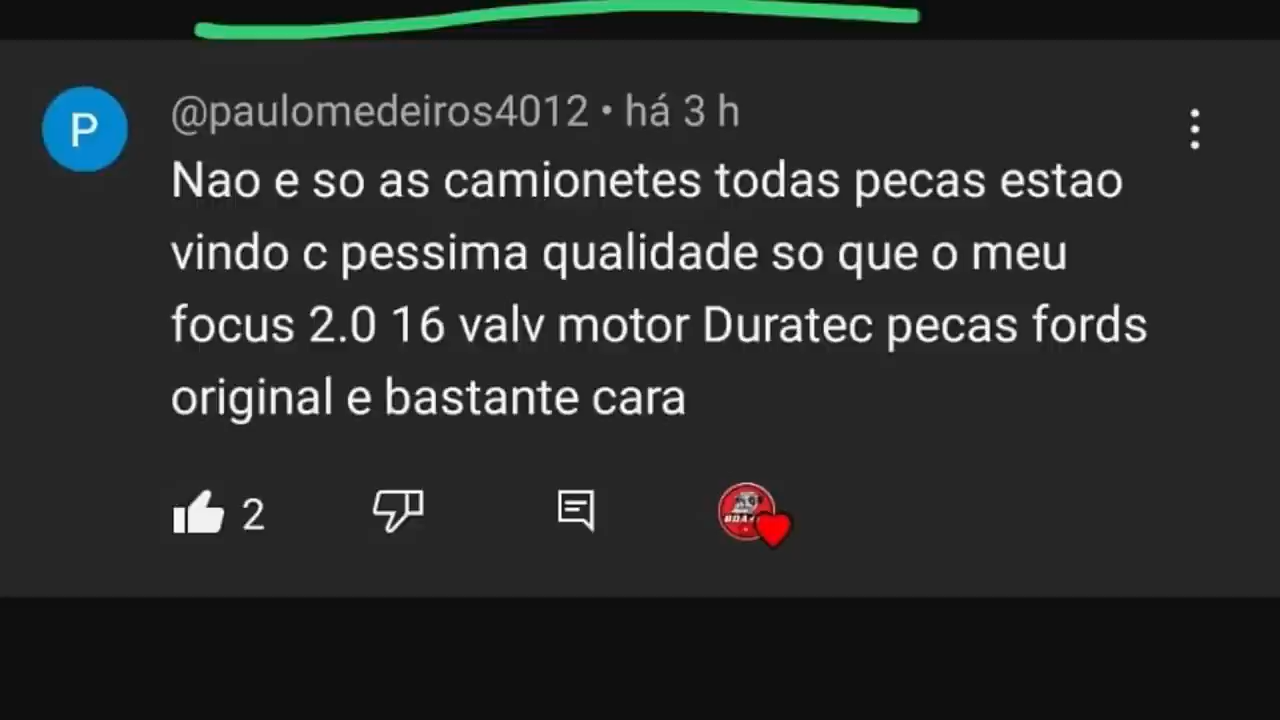 @paulomedeiros4012 • há 3 h
Nao e so as camionetes todas pecas estao
vindo c pessima qualidade so que o meu
focus 2.0 16 valv motor Duratec pecas fords
original e bastante cara
2